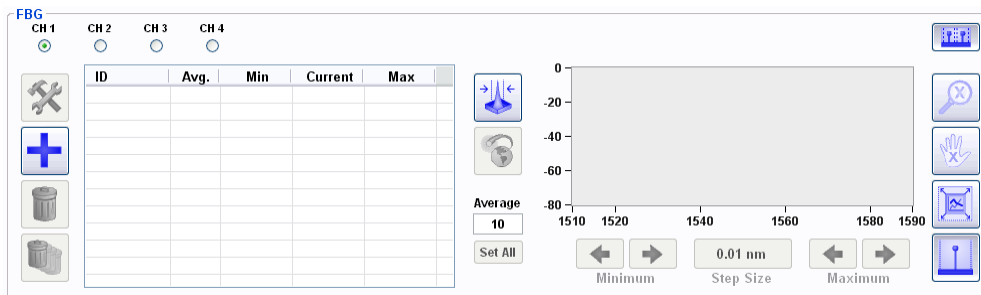 FBG
CH 1 CH 2 CH 3 CH 4
ID Avg. Min Current Max
0
-20
-40
-60
-80
1510 1520 1540 1560 1580 1590
Average
10
Set All
0.01 nm
Minimum Step Size Maximum